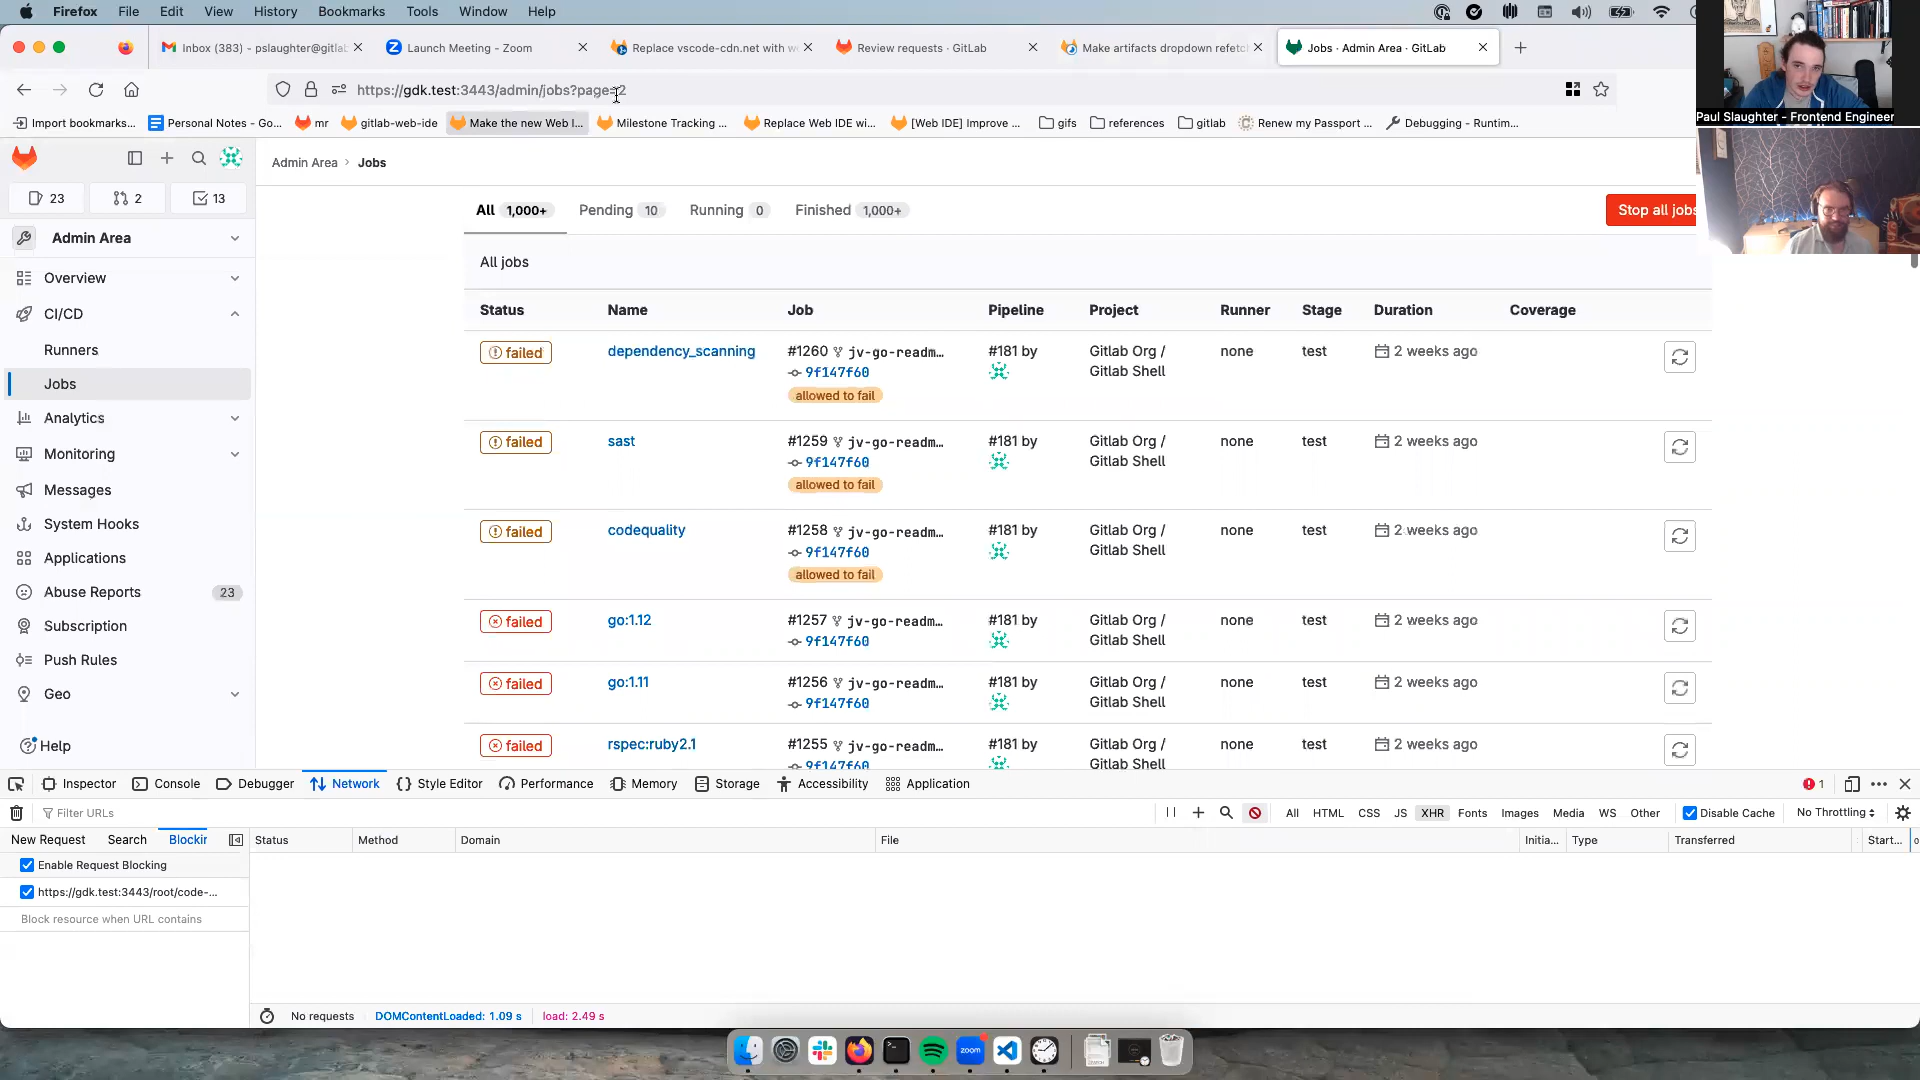 Firefox File Edit View History Bookmarks Tools Window Help
Inbox (383) - pslaughter@gitlab
Launch Meeting - Zoom
Replace vscode-cdn.net with w
Review requests · GitLab
Make artifacts dropdown refetc
Jobs · Admin Area · GitLab
https://gdk.test:3443/admin/jobs?page=2
Import bookmarks...
Personal Notes - Go...
mr
gitlab-web-ide
Make the new Web I...
Milestone Tracking ...
Replace Web IDE wi...
[Web IDE] Improve ...
gifs
references
gitlab
Renew my Passport ...
Debugging - Runtim...
Paul Slaughter - Frontend Engineer
23 2 13
Admin Area
Overview
CI/CD
Runners
Jobs
Analytics
Monitoring
Messages
System Hooks
Applications
Abuse Reports 23
Subscription
Push Rules
Geo
Help
Admin Area › Jobs
All 1,000+ Pending 10 Running 0 Finished 1,000+
Stop all jobs
All jobs
Status Name Job Pipeline Project Runner Stage Duration Coverage
failed dependency_scanning #1260 jv-go-readm… #181 by Gitlab Org / none test 2 weeks ago
9f147f60 Gitlab Shell
allowed to fail
failed sast #1259 jv-go-readm… #181 by Gitlab Org / none test 2 weeks ago
9f147f60 Gitlab Shell
allowed to fail
failed codequality #1258 jv-go-readm… #181 by Gitlab Org / none test 2 weeks ago
9f147f60 Gitlab Shell
allowed to fail
failed go:1.12 #1257 jv-go-readm… #181 by Gitlab Org / none test 2 weeks ago
9f147f60 Gitlab Shell
failed go:1.11 #1256 jv-go-readm… #181 by Gitlab Org / none test 2 weeks ago
9f147f60 Gitlab Shell
failed rspec:ruby2.1 #1255 jv-go-readm… #181 by Gitlab Org / none test 2 weeks ago
9f147f60 Gitlab Shell
Inspector Console Debugger Network Style Editor Performance Memory Storage Accessibility Application 1
Filter URLs
All HTML CSS JS XHR Fonts Images Media WS Other Disable Cache No Throttling
New Request Search Blockin
Status Method Domain File Initia... Type Transferred Start...
Enable Request Blocking
https://gdk.test:3443/root/code-...
Block resource when URL contains
No requests DOMContentLoaded: 1.09 s load: 2.49 s
zoom